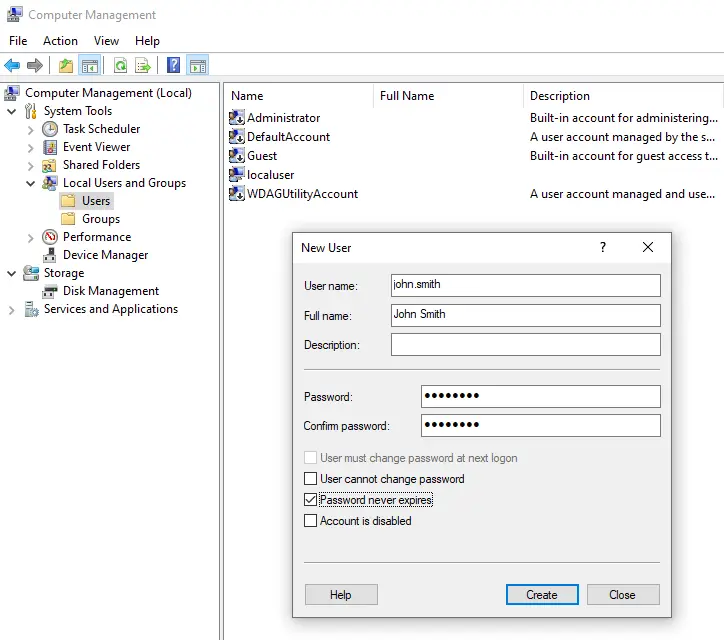 Computer Management
File Action View Help
Computer Management (Local)
System Tools
Task Scheduler
Event Viewer
Shared Folders
Local Users and Groups
Users
Groups
Performance
Device Manager
Storage
Disk Management
Services and Applications
Name Full Name Description
Administrator Built-in account for administering...
DefaultAccount A user account managed by the s...
Guest Built-in account for guest access t...
localuser
WDAGUtilityAccount A user account managed and use...
New User ?
User name: john.smith
Full name: John Smith
Description:
Password: ••••••••
Confirm password: ••••••••
User must change password at next logon
User cannot change password
Password never expires
Account is disabled
Help Create Close